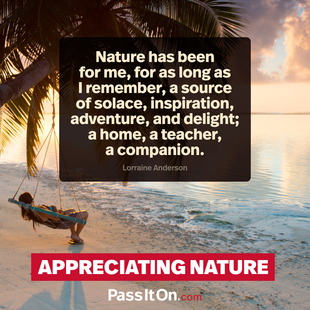 Nature has been
for me, for as long as
I remember, a source
of solace, inspiration,
adventure, and delight;
a home, a teacher,
a companion.
Lorraine Anderson
APPRECIATING NATURE
PassItOn.com